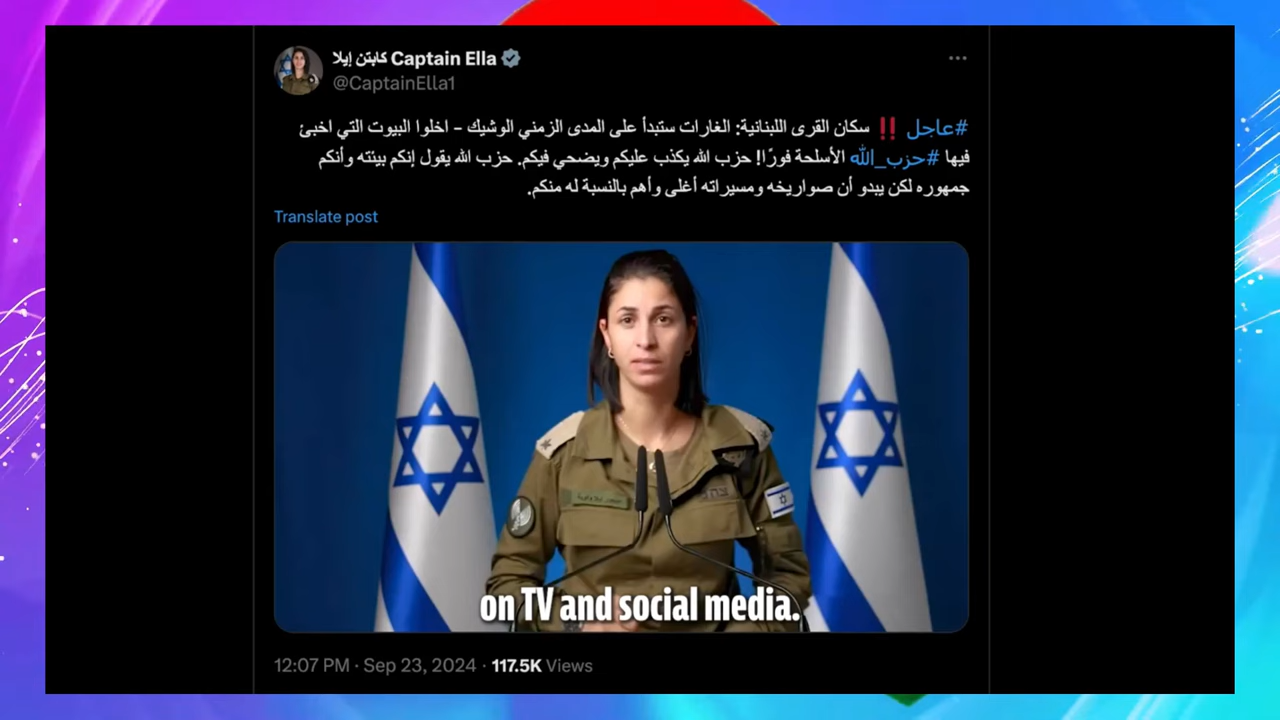 كابتن إيلا Captain Ella
@CaptainElla1
#عاجل ‼️ سكان القرى اللبنانية: الغارات ستبدأ على المدى الزمني الوشيك – اخلوا البيوت التي اخبئ
فيها #حزب_الله الأسلحة فورًا! حزب الله يكذب عليكم ويضحي فيكم. حزب الله يقول إنكم بيئته وأنكم
جمهوره لكن يبدو أن صواريخه ومسيراته أغلى وأهم بالنسبة له منكم.
Translate post
on TV and social media.
12:07 PM · Sep 23, 2024 · 117.5K Views